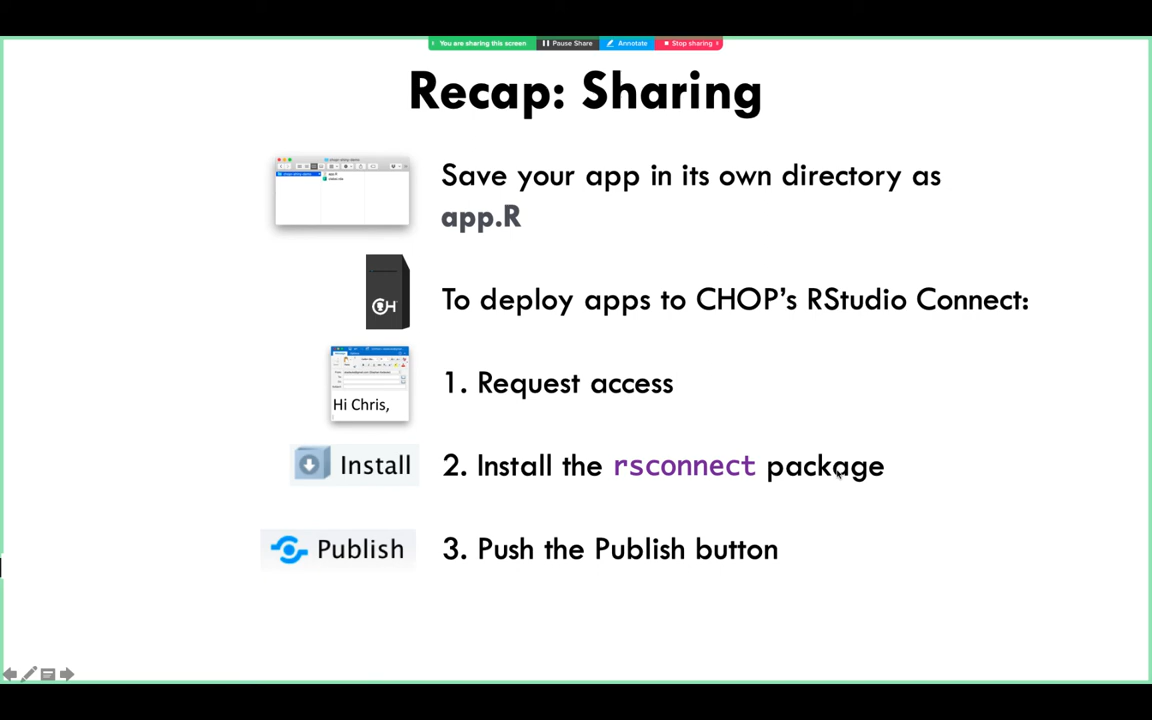 You are sharing this screen
Pause Share
Annotate
Stop sharing
Recap: Sharing
Save your app in its own directory as
app.R
To deploy apps to CHOP's RStudio Connect:
Hi Chris,
1. Request access
Install
2. Install the rsconnect package
Publish
3. Push the Publish button